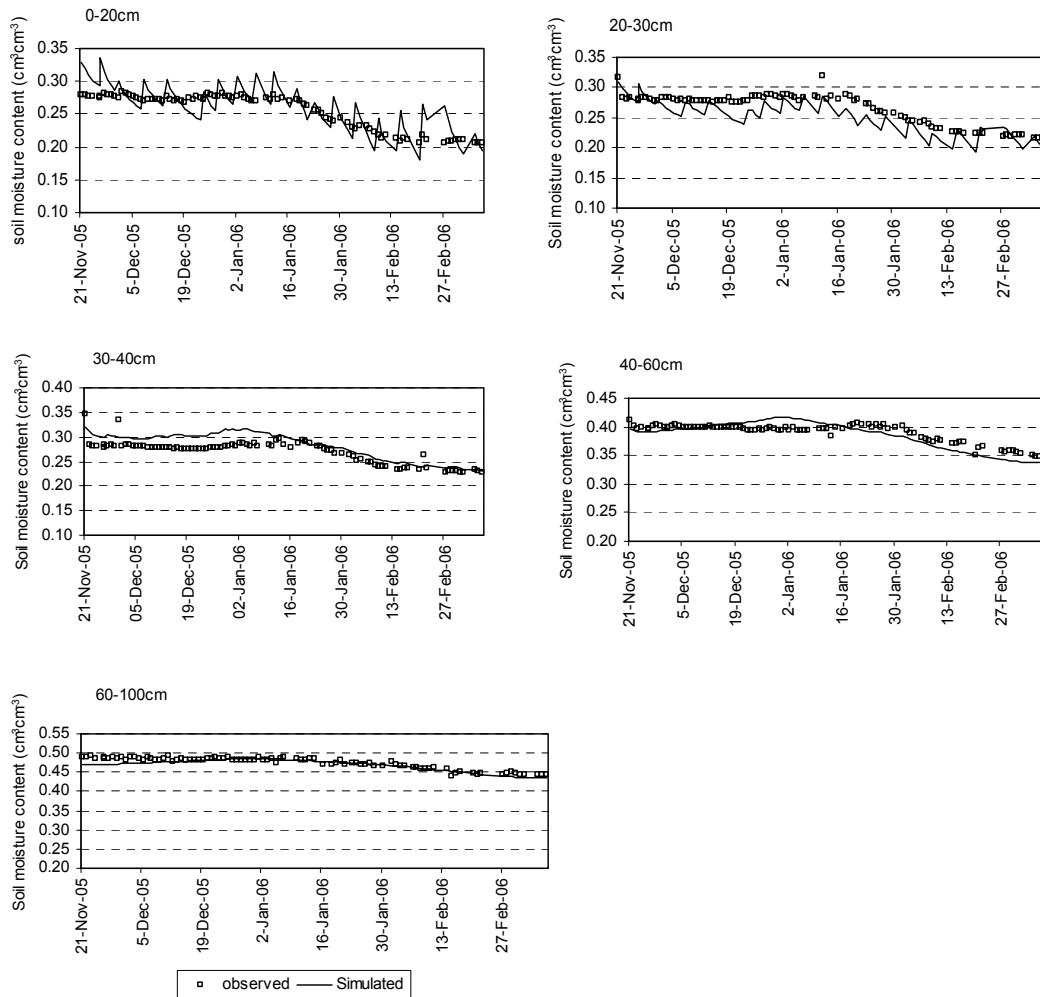 0-20cm
soil moisture content (cm³cm³)
0.35
0.30
0.25
0.20
0.15
0.10
21-Nov-05
5-Dec-05
19-Dec-05
2-Jan-06
16-Jan-06
30-Jan-06
13-Feb-06
27-Feb-06
20-30cm
Soil moisture content (cm³cm³)
0.35
0.30
0.25
0.20
0.15
0.10
21-Nov-05
5-Dec-05
19-Dec-05
2-Jan-06
16-Jan-06
30-Jan-06
13-Feb-06
27-Feb-06
30-40cm
Soil moisture content (cm³cm³)
0.40
0.35
0.30
0.25
0.20
0.15
0.10
21-Nov-05
05-Dec-05
19-Dec-05
02-Jan-06
16-Jan-06
30-Jan-06
13-Feb-06
27-Feb-06
40-60cm
Soil moisture content (cm³cm³)
0.45
0.40
0.35
0.30
0.25
0.20
21-Nov-05
5-Dec-05
19-Dec-05
2-Jan-06
16-Jan-06
30-Jan-06
13-Feb-06
27-Feb-06
60-100cm
Soil moisture content (cm³cm³)
0.55
0.50
0.45
0.40
0.35
0.30
0.25
0.20
21-Nov-05
5-Dec-05
19-Dec-05
2-Jan-06
16-Jan-06
30-Jan-06
13-Feb-06
27-Feb-06
observed Simulated